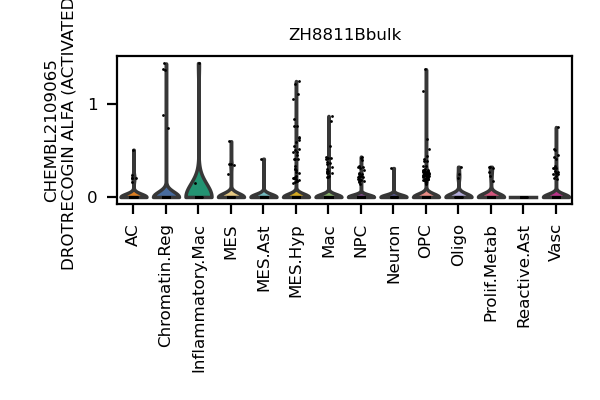 ZH8811Bbulk
CHEMBL2109065
DROTRECOGIN ALFA (ACTIVATED
1
0
AC
Chromatin.Reg
Inflammatory.Mac
MES
MES.Ast
MES.Hyp
Mac
NPC
Neuron
OPC
Oligo
Prolif.Metab
Reactive.Ast
Vasc